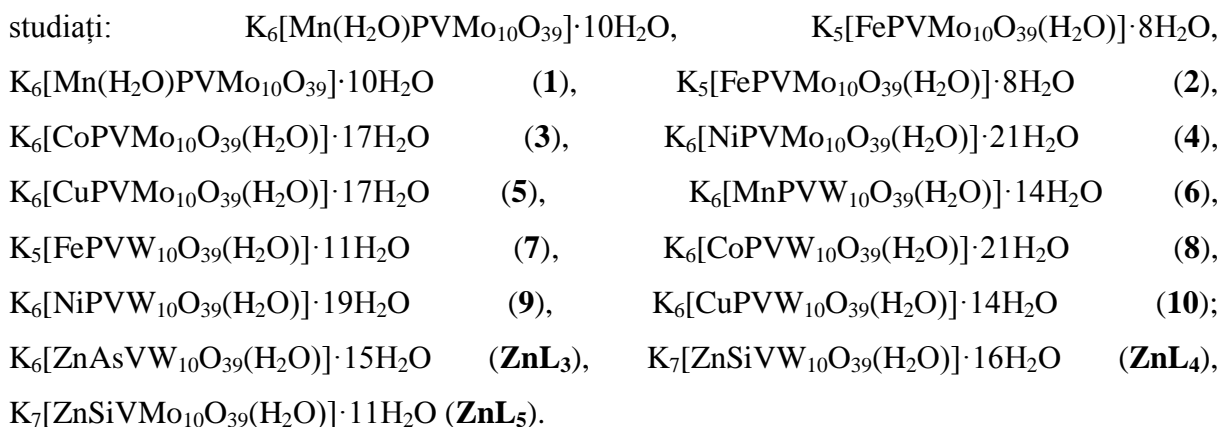 studiați: K₆[Mn(H₂O)PVMo₁₀O₃₉]·10H₂O, K₅[FePVMo₁₀O₃₉(H₂O)]·8H₂O,
K₆[Mn(H₂O)PVMo₁₀O₃₉]·10H₂O (1), K₅[FePVMo₁₀O₃₉(H₂O)]·8H₂O (2),
K₆[CoPVMo₁₀O₃₉(H₂O)]·17H₂O (3), K₆[NiPVMo₁₀O₃₉(H₂O)]·21H₂O (4),
K₆[CuPVMo₁₀O₃₉(H₂O)]·17H₂O (5), K₆[MnPVW₁₀O₃₉(H₂O)]·14H₂O (6),
K₅[FePVW₁₀O₃₉(H₂O)]·11H₂O (7), K₆[CoPVW₁₀O₃₉(H₂O)]·21H₂O (8),
K₆[NiPVW₁₀O₃₉(H₂O)]·19H₂O (9), K₆[CuPVW₁₀O₃₉(H₂O)]·14H₂O (10);
K₆[ZnAsVW₁₀O₃₉(H₂O)]·15H₂O (ZnL₃), K₇[ZnSiVW₁₀O₃₉(H₂O)]·16H₂O (ZnL₄),
K₇[ZnSiVMo₁₀O₃₉(H₂O)]·11H₂O (ZnL₅).